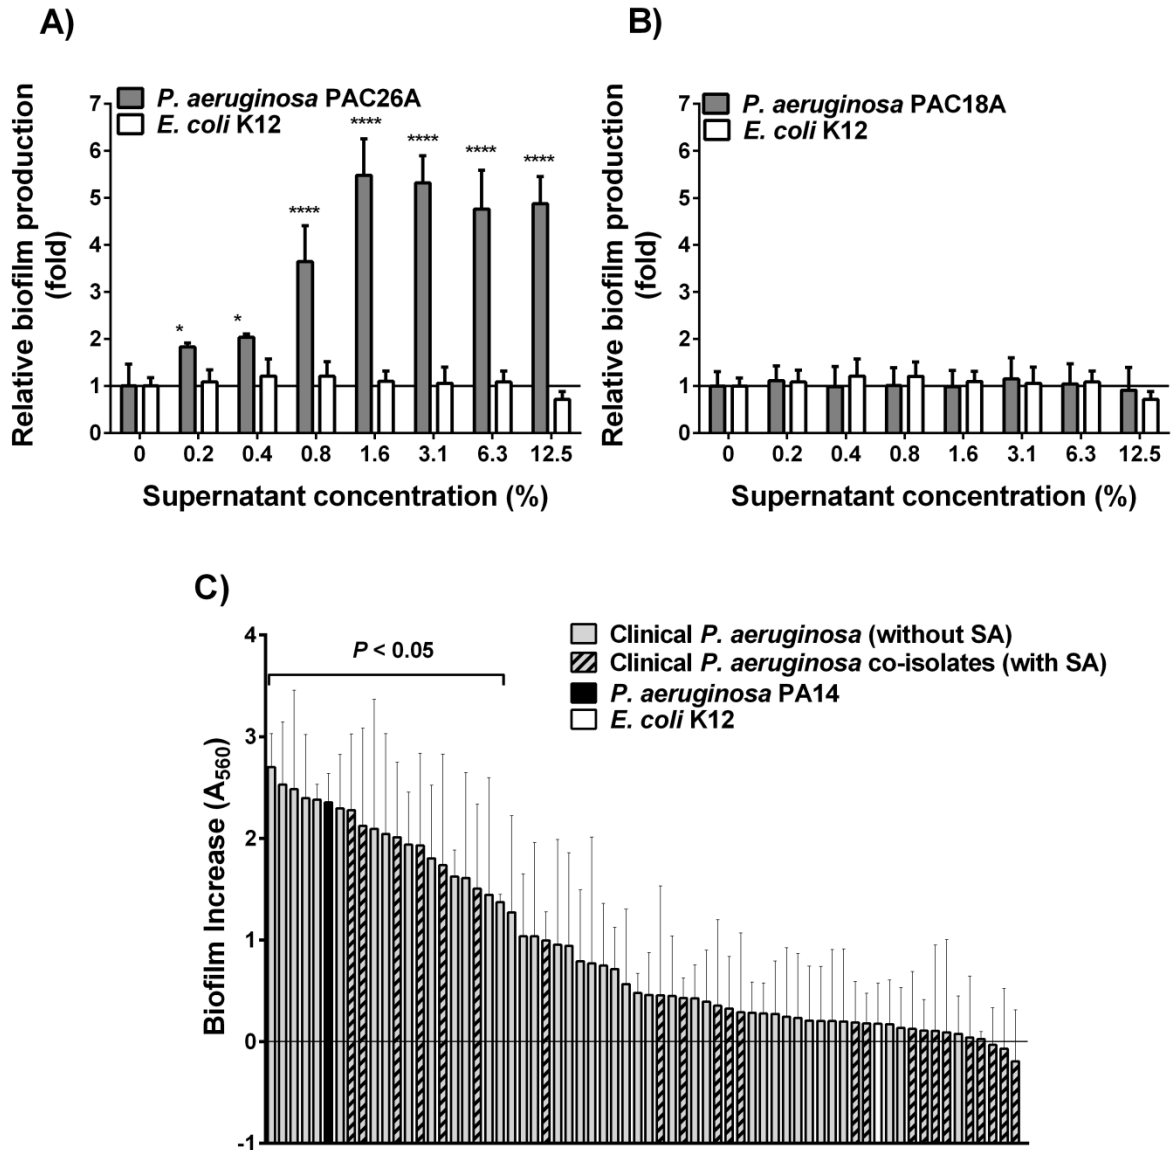 A)
P. aeruginosa PAC26A
E. coli K12
Relative biofilm production
(fold)
7
6
5
4
3
2
1
0
*
*
****
****
****
****
****
0 0.2 0.4 0.8 1.6 3.1 6.3 12.5
Supernatant concentration (%)
B)
P. aeruginosa PAC18A
E. coli K12
Relative biofilm production
(fold)
7
6
5
4
3
2
1
0
0 0.2 0.4 0.8 1.6 3.1 6.3 12.5
Supernatant concentration (%)
C)
Clinical P. aeruginosa (without SA)
Clinical P. aeruginosa co-isolates (with SA)
P. aeruginosa PA14
E. coli K12
P < 0.05
Biofilm Increase (A560)
4
3
2
1
0
-1